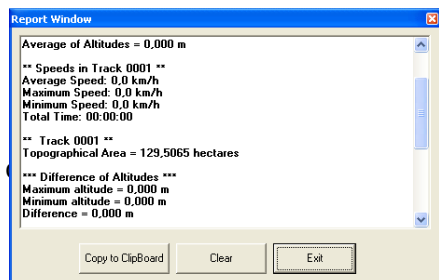 Report Window
Average of Altitudes = 0,000 m
** Speeds in Track 0001 **
Average Speed: 0,0 km/h
Maximum Speed: 0,0 km/h
Minimum Speed: 0,0 km/h
Total Time: 00:00:00
** Track 0001 **
Topographical Area = 129,5065 hectares
*** Difference of Altitudes ***
Maximum altitude = 0,000 m
Minimum altitude = 0,000 m
Difference = 0,000 m
Copy to ClipBoard Clear Exit